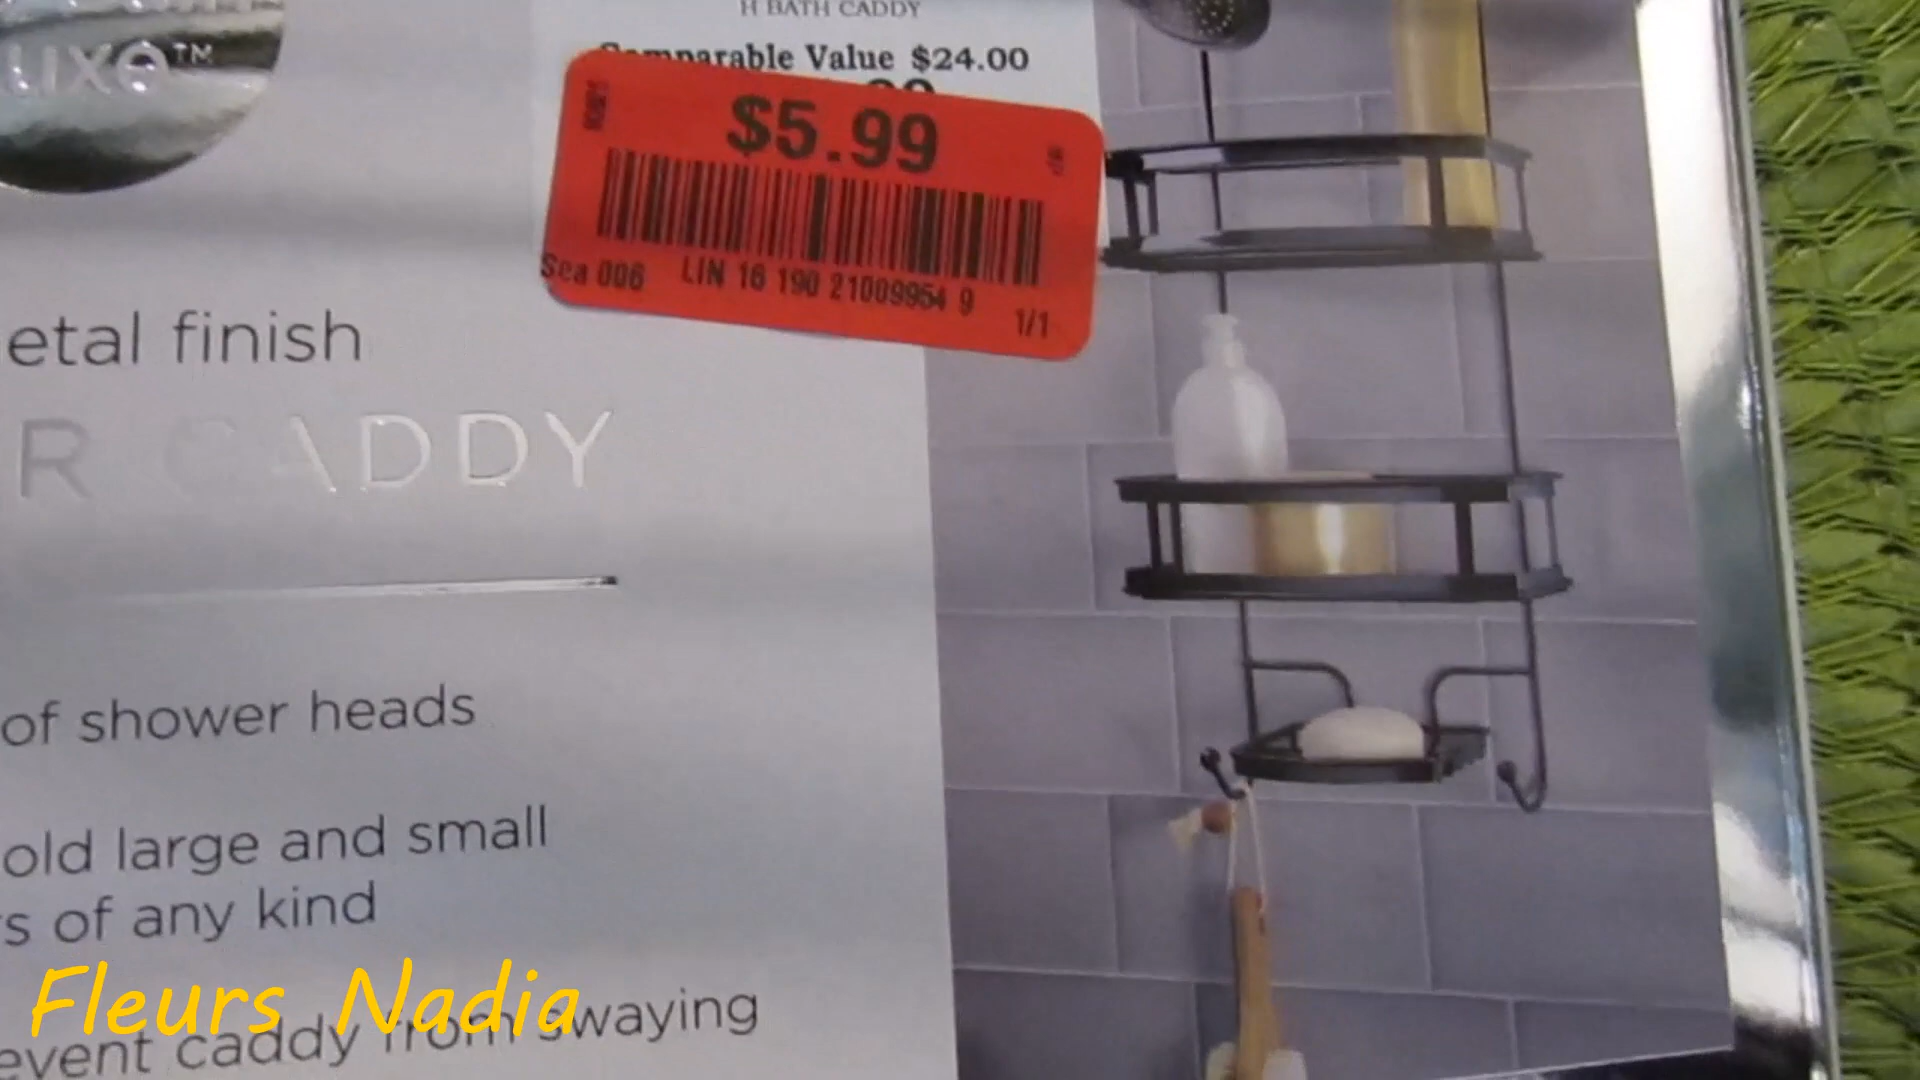 UXO™
H BATH CADDY
Comparable Value $24.00
$5.99
Sea 006 LIN 16 190 21009954 9
1/1
etal finish
R CADDY
of shower heads
old large and small
s of any kind
event caddy from swaying
Fleurs Nadia